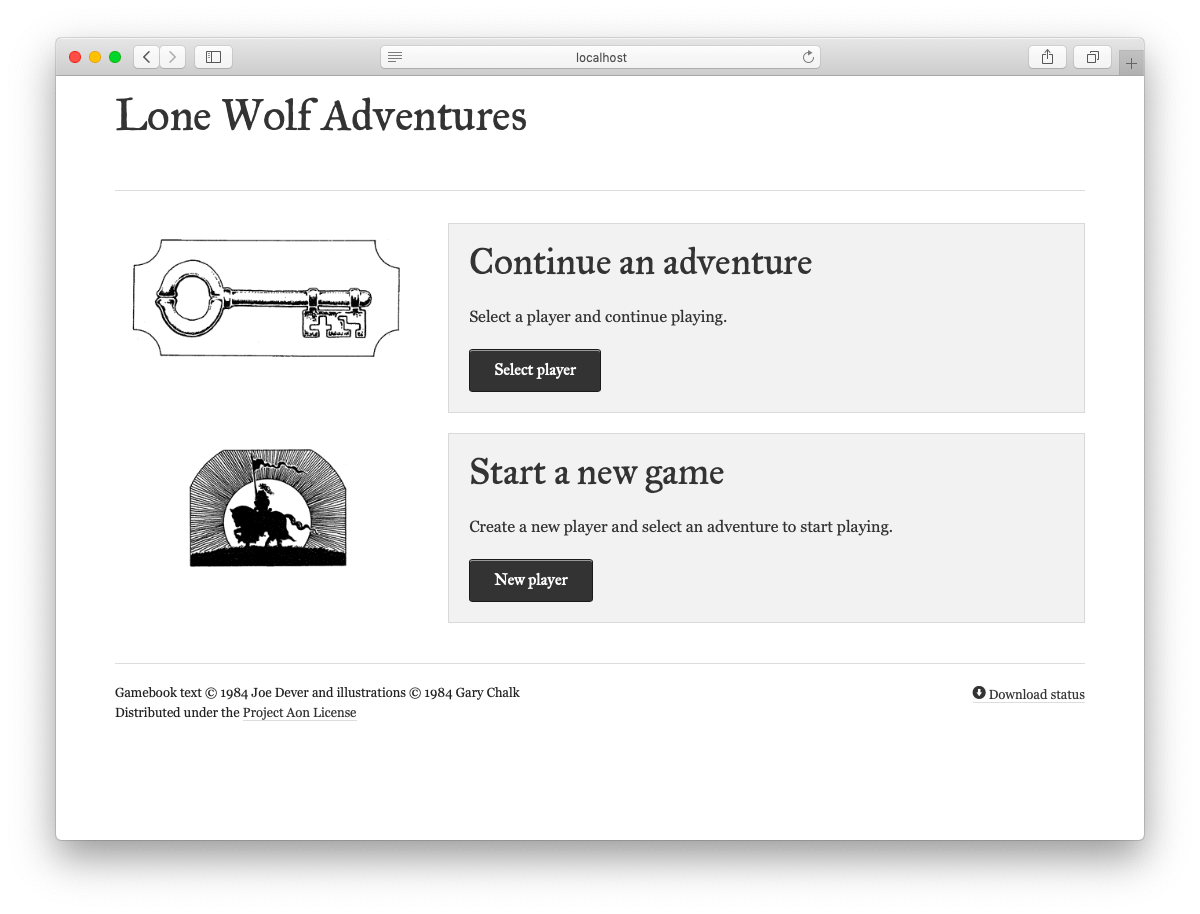 localhost
Lone Wolf Adventures
Continue an adventure
Select a player and continue playing.
Select player
Start a new game
Create a new player and select an adventure to start playing.
New player
Gamebook text © 1984 Joe Dever and illustrations © 1984 Gary Chalk
Distributed under the Project Aon License
Download status